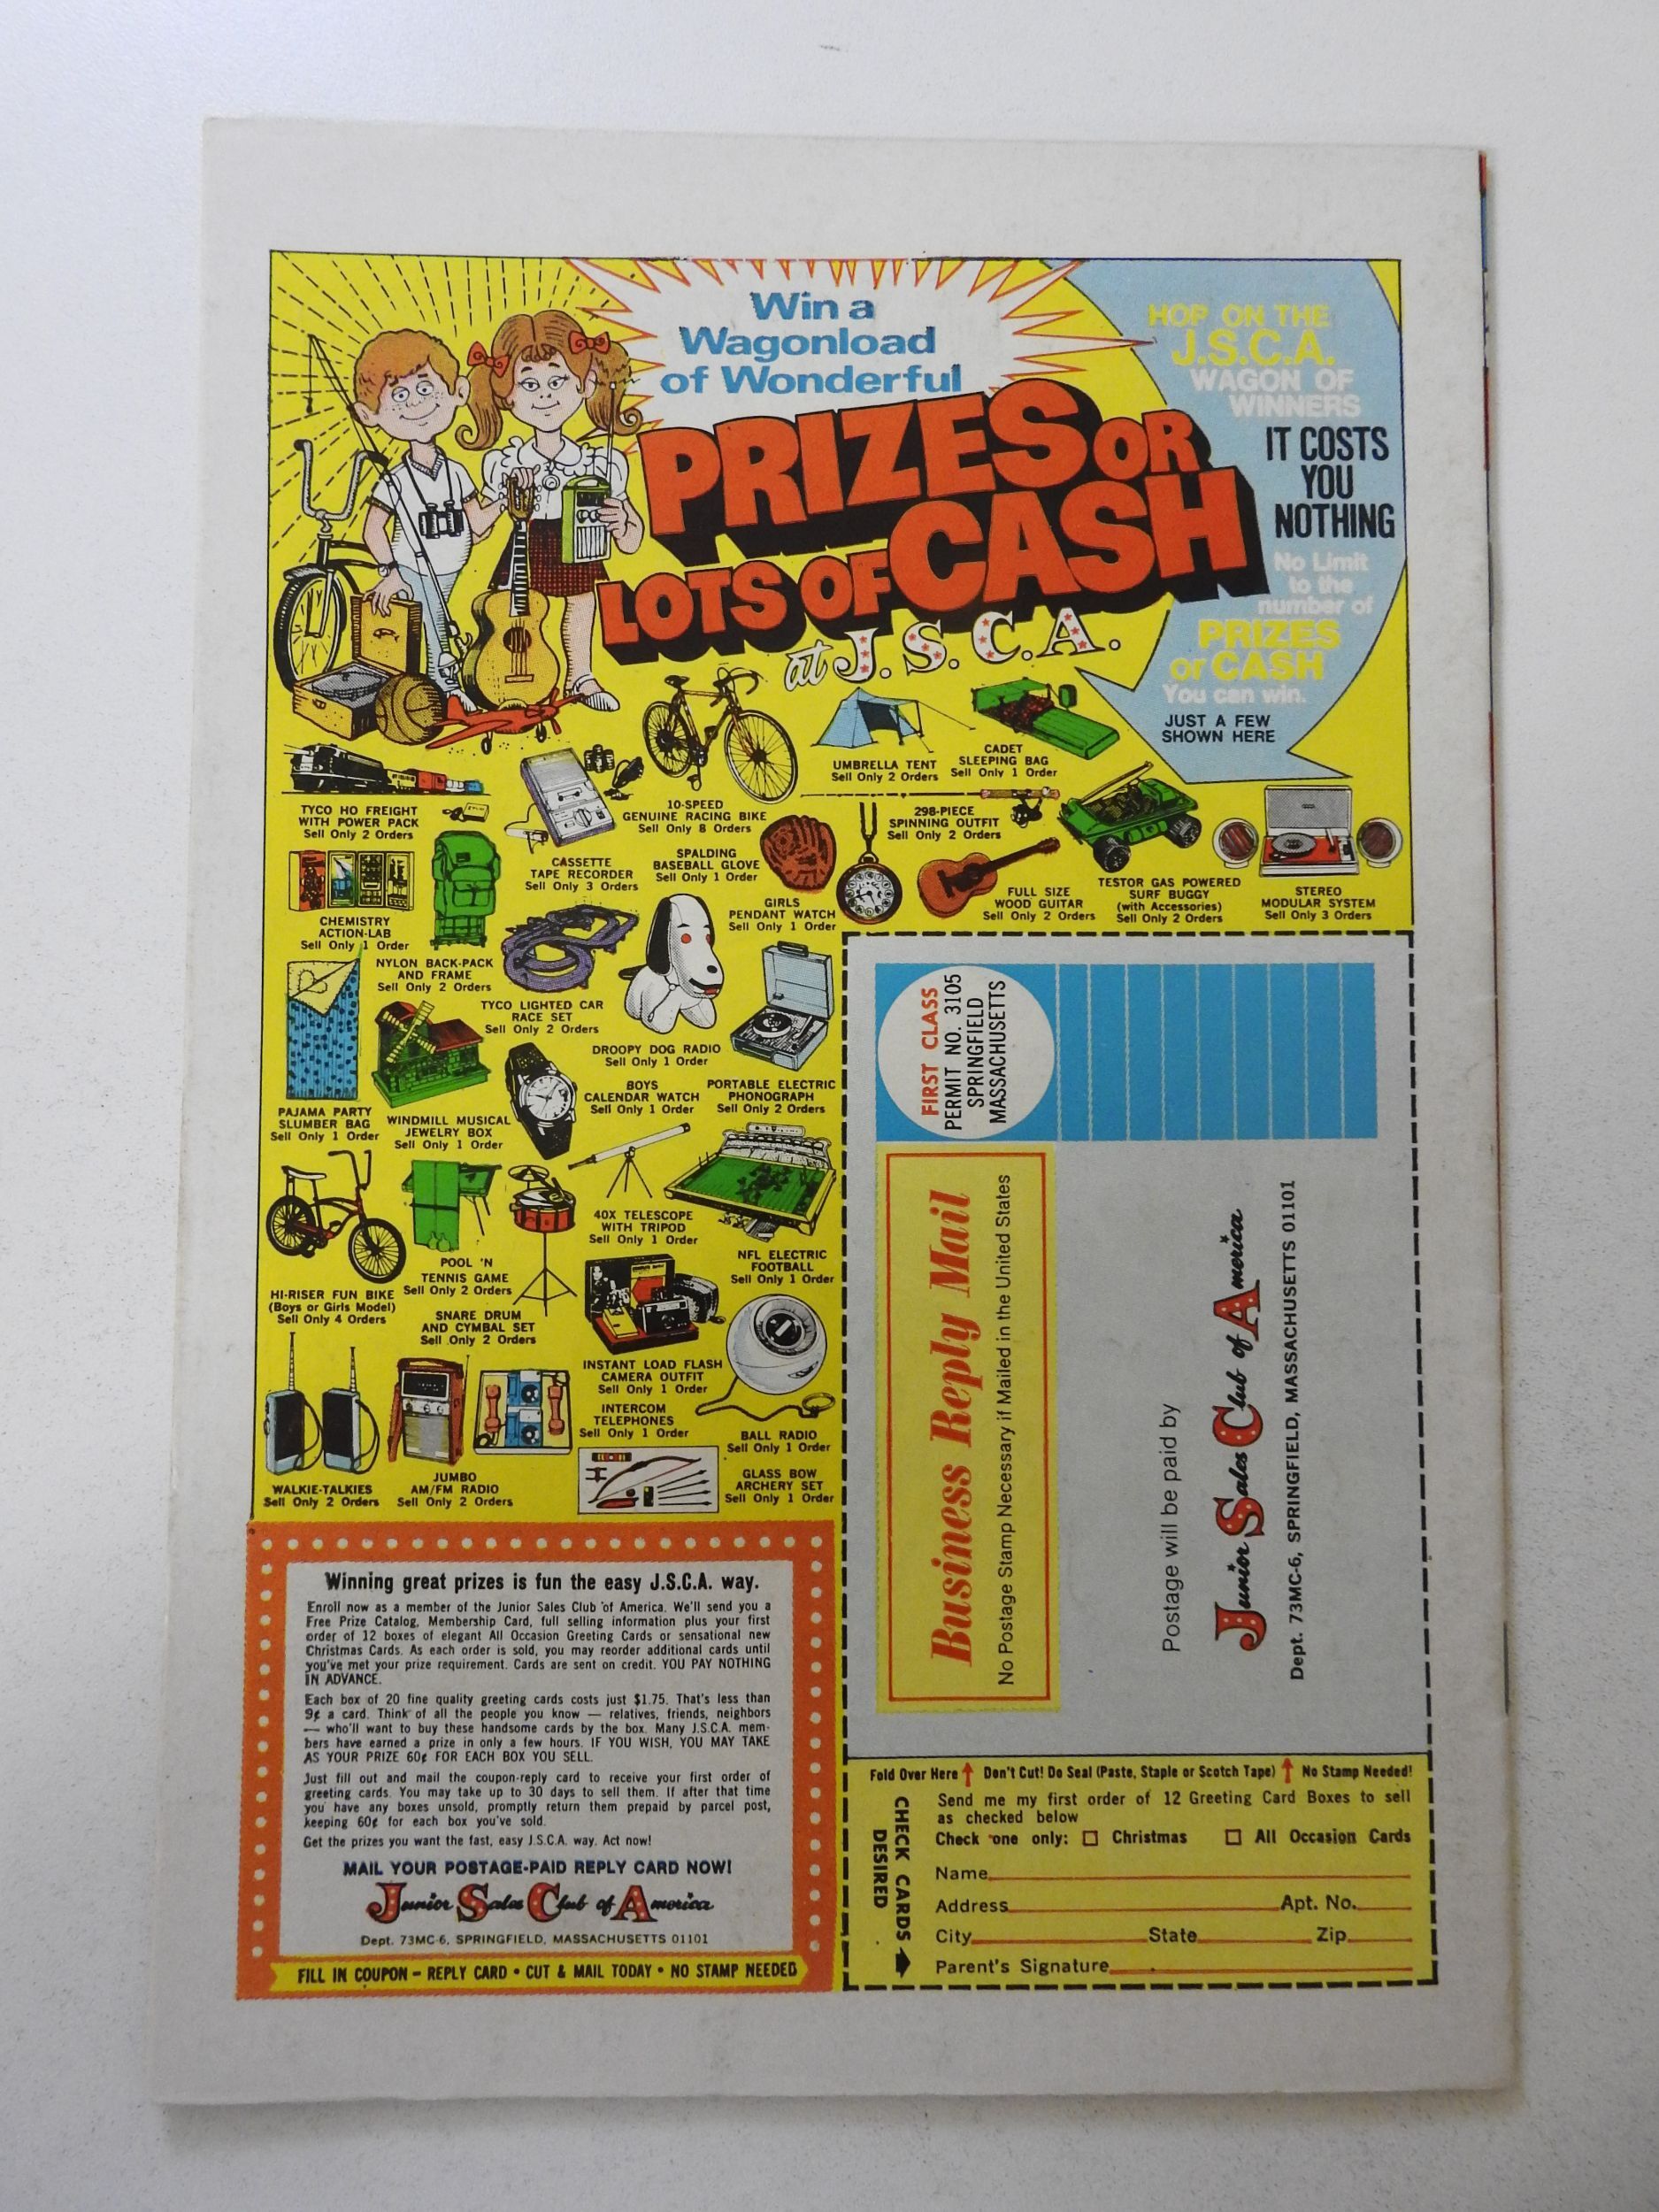 Win a
Wagonload
of Wonderful
PRIZES OR
LOTS OF CASH
at J.S.C.A.
HOP ON THE
J.S.C.A.
WAGON OF
WINNERS
IT COSTS
YOU
NOTHING
No Limit
to the
number of
PRIZES
or CASH
You can win.
JUST A FEW
SHOWN HERE
UMBRELLA TENT
Sell Only 2 Orders
CADET
SLEEPING BAG
Sell Only 1 Order
TYCO HO FREIGHT
WITH POWER PACK
Sell Only 2 Orders
CASSETTE
TAPE RECORDER
Sell Only 3 Orders
10-SPEED
GENUINE RACING BIKE
Sell Only 8 Orders
SPALDING
BASEBALL GLOVE
Sell Only 1 Order
298-PIECE
SPINNING OUTFIT
Sell Only 2 Orders
GIRLS
PENDANT WATCH
Sell Only 1 Order
FULL SIZE
WOOD GUITAR
Sell Only 2 Orders
TESTOR GAS POWERED
SURF BUGGY
(with Accessories)
Sell Only 2 Orders
STEREO
MODULAR SYSTEM
Sell Only 3 Orders
CHEMISTRY
ACTION-LAB
Sell Only 1 Order
NYLON BACK-PACK
AND FRAME
Sell Only 2 Orders
TYCO LIGHTED CAR
RACE SET
Sell Only 2 Orders
DROOPY DOG RADIO
Sell Only 1 Order
PAJAMA PARTY
SLUMBER BAG
Sell Only 1 Order
WINDMILL MUSICAL
JEWELRY BOX
Sell Only 1 Order
BOYS
CALENDAR WATCH
Sell Only 1 Order
PORTABLE ELECTRIC
PHONOGRAPH
Sell Only 2 Orders
HI-RISER FUN BIKE
(Boys or Girls Model)
Sell Only 4 Orders
POOL 'N
TENNIS GAME
Sell Only 2 Orders
SNARE DRUM
AND CYMBAL SET
Sell Only 2 Orders
40X TELESCOPE
WITH TRIPOD
Sell Only 1 Order
NFL ELECTRIC
FOOTBALL
Sell Only 1 Order
INSTANT LOAD FLASH
CAMERA OUTFIT
Sell Only 1 Order
INTERCOM
TELEPHONES
Sell Only 1 Order
BALL RADIO
Sell Only 1 Order
WALKIE-TALKIES
Sell Only 2 Orders
JUMBO
AM/FM RADIO
Sell Only 2 Orders
GLASS BOW
ARCHERY SET
Sell Only 1 Order
Winning great prizes is fun the easy J.S.C.A. way.
Enroll now as a member of the Junior Sales Club of America. We'll send you a
Free Prize Catalog, Membership Card, full selling information plus your first
order of 12 boxes of elegant All Occasion Greeting Cards or sensational new
Christmas Cards. As each order is sold, you may reorder additional cards until
you've met your prize requirement. Cards are sent on credit. YOU PAY NOTHING
IN ADVANCE.
Each box of 20 fine quality greeting cards costs just $1.75. That's less than
9¢ a card. Think of all the people you know — relatives, friends, neighbors
— who'll want to buy these handsome cards by the box. Many J.S.C.A. mem-
bers have earned a prize in only a few hours. IF YOU WISH, YOU MAY TAKE
AS YOUR PRIZE 60¢ FOR EACH BOX YOU SELL.
Just fill out and mail the coupon-reply card to receive your first order of
greeting cards. You may take up to 30 days to sell them. If after that time
you have any boxes unsold, promptly return them prepaid by parcel post,
keeping 60¢ for each box you've sold.
Get the prizes you want the fast, easy J.S.C.A. way. Act now!
MAIL YOUR POSTAGE-PAID REPLY CARD NOW!
Junior Sales Club of America
Dept. 73MC-6, SPRINGFIELD, MASSACHUSETTS 01101
FILL IN COUPON – REPLY CARD • CUT & MAIL TODAY • NO STAMP NEEDED
FIRST CLASS
PERMIT NO. 3105
SPRINGFIELD
MASSACHUSETTS
Business Reply Mail
No Postage Stamp Necessary if Mailed in the United States
Postage will be paid by
Junior Sales Club of America
Dept. 73MC-6, SPRINGFIELD, MASSACHUSETTS 01101
Fold Over Here Don't Cut! Do Seal (Paste, Staple or Scotch Tape) No Stamp Needed!
CHECK CARDS
DESIRED
Send me my first order of 12 Greeting Card Boxes to sell
as checked below
Check one only: Christmas All Occasion Cards
Name
Address Apt. No.
City State Zip
Parent's Signature